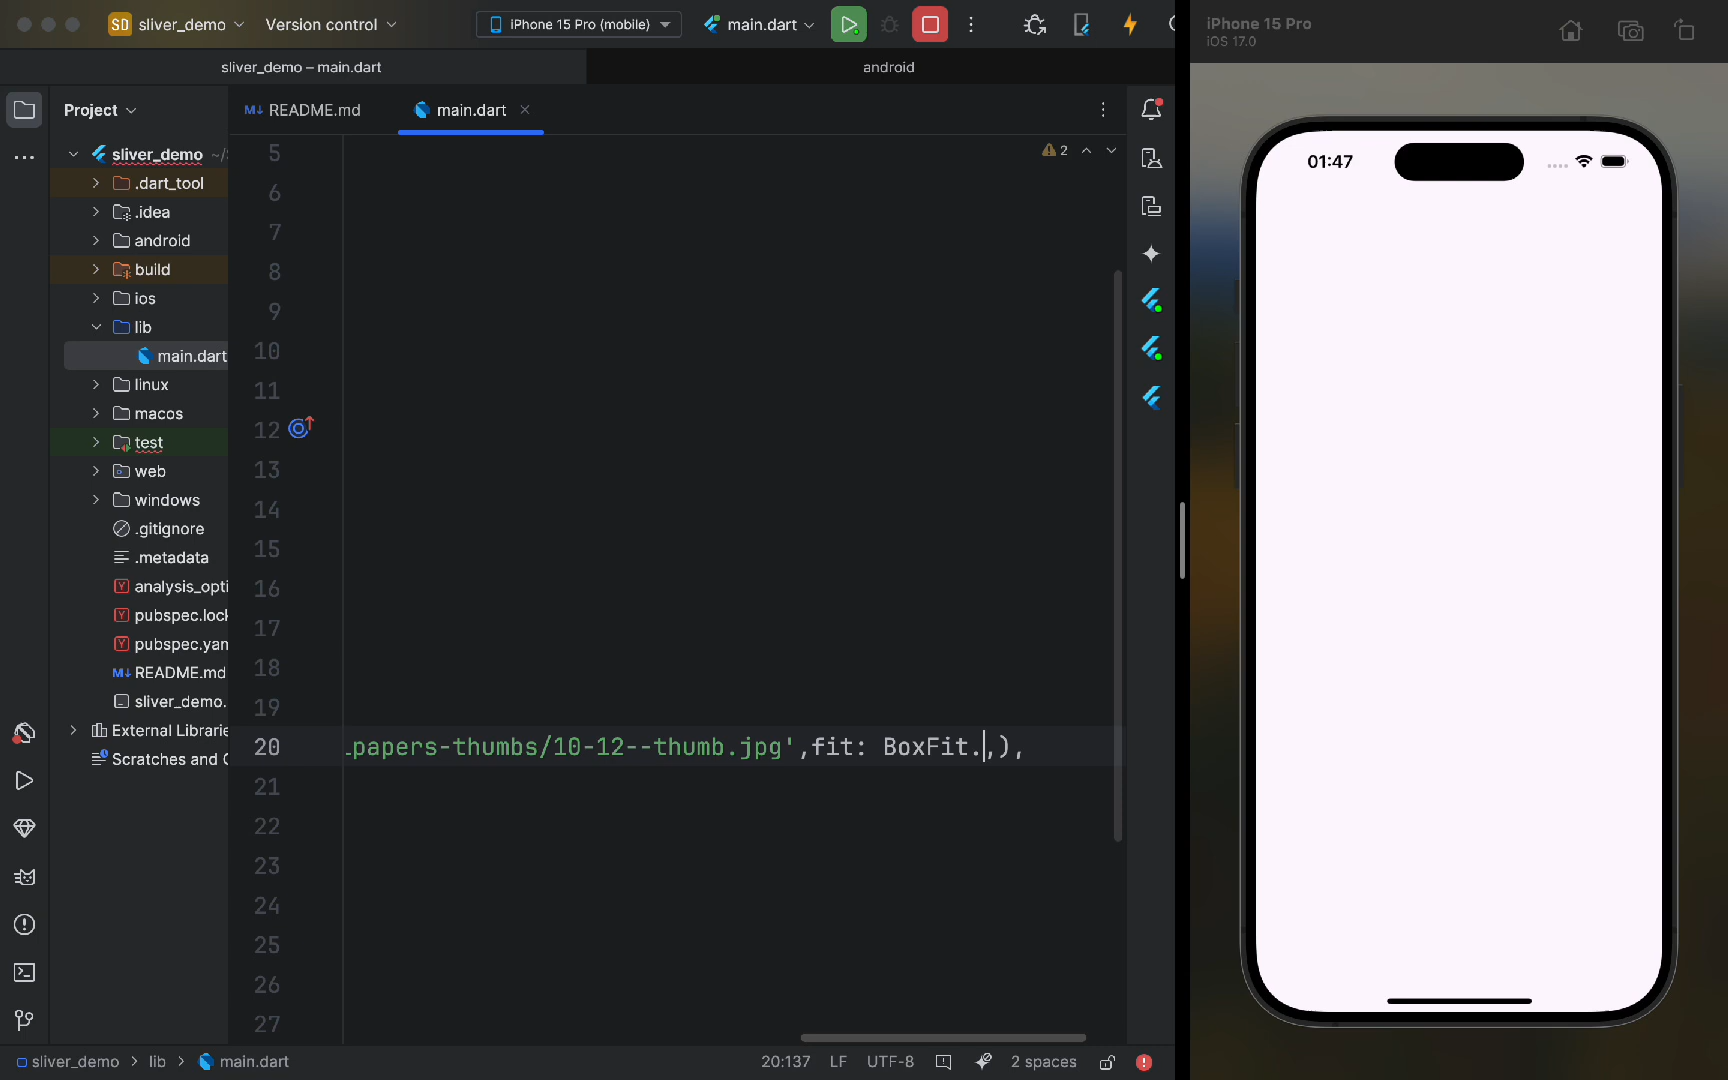 SD sliver_demo
Version control
iPhone 15 Pro (mobile)
main.dart
iPhone 15 Pro
iOS 17.0
sliver_demo – main.dart
android
Project
README.md
main.dart
2
sliver_demo ~/
.dart_tool
.idea
android
build
ios
lib
main.dart
linux
macos
test
web
windows
.gitignore
.metadata
analysis_opti
pubspec.lock
pubspec.yam
README.md
sliver_demo.
External Librarie
Scratches and C
5
6
7
8
9
10
11
12
13
14
15
16
17
18
19
20 .papers-thumbs/10-12--thumb.jpg',fit: BoxFit.,),
21
22
23
24
25
26
27
01:47
sliver_demo > lib > main.dart
20:137 LF UTF-8 2 spaces